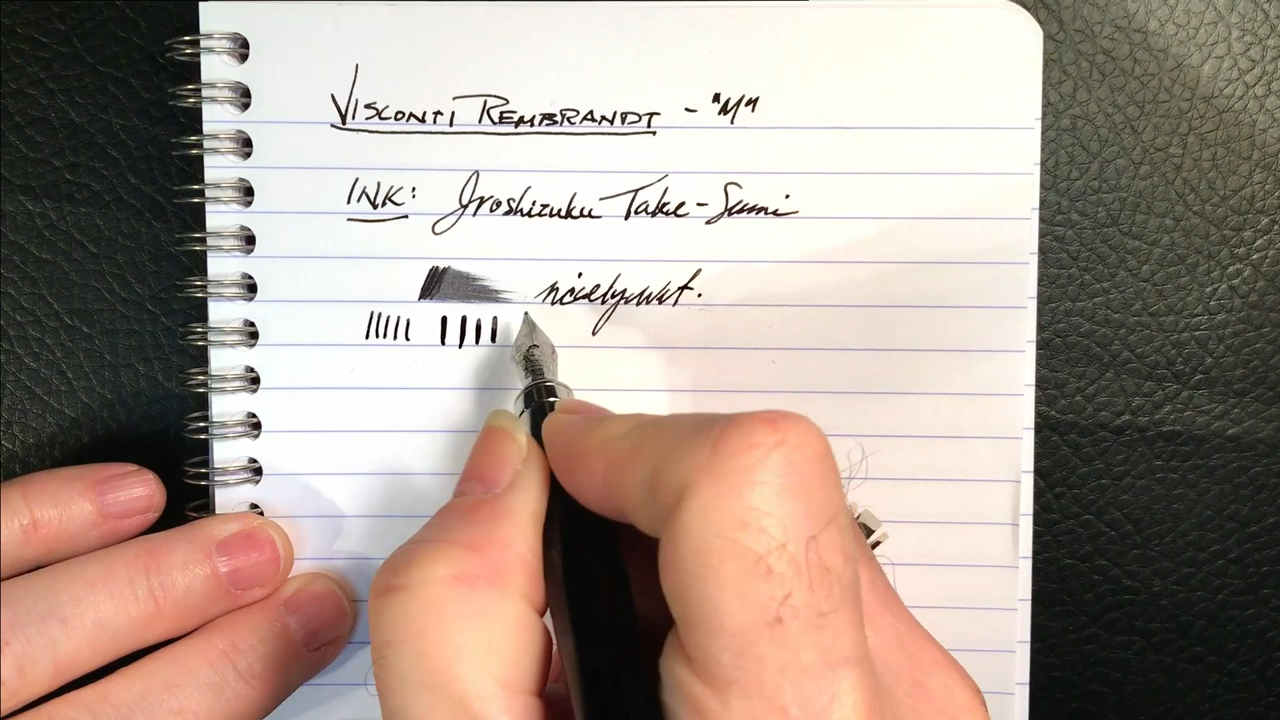 VISCONTI REMBRANDT - "M"
INK: Iroshizuku Take-Sumi
nicely wet.